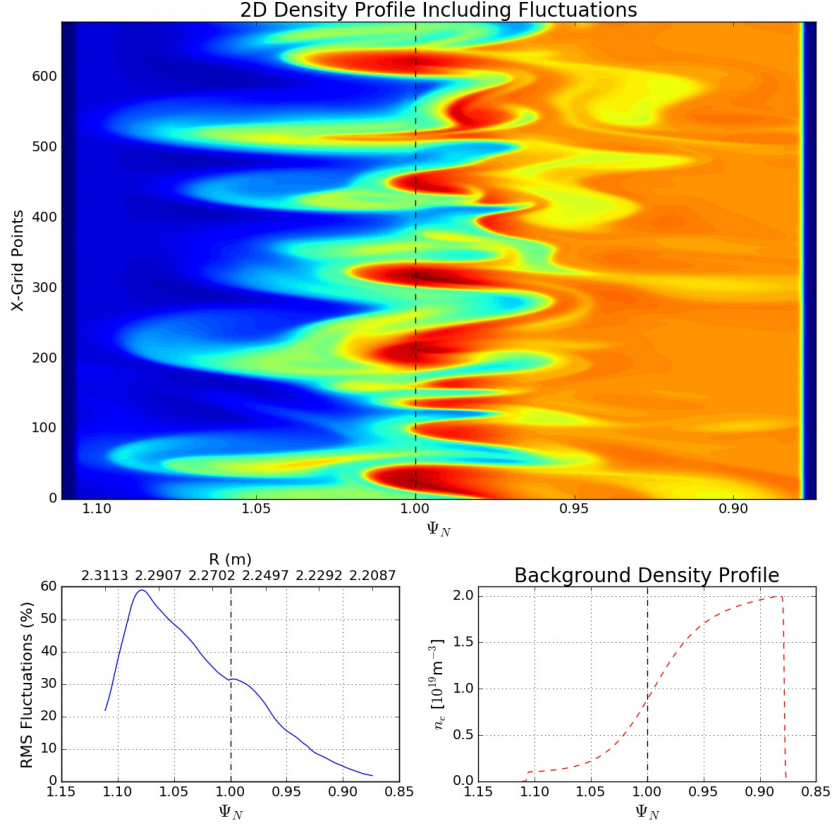 2D Density Profile Including Fluctuations
600
500
400
300
200
100
0
X-Grid Points
1.10 1.05 1.00 0.95 0.90
Ψ_N
R (m)
2.3113 2.2907 2.2702 2.2497 2.2292 2.2087
60
50
40
30
20
10
0
RMS Fluctuations (%)
1.15 1.10 1.05 1.00 0.95 0.90 0.85
Ψ_N
Background Density Profile
2.0
1.5
1.0
0.5
0.0
n_e [10^19 m^-3]
1.15 1.10 1.05 1.00 0.95 0.90 0.85
Ψ_N